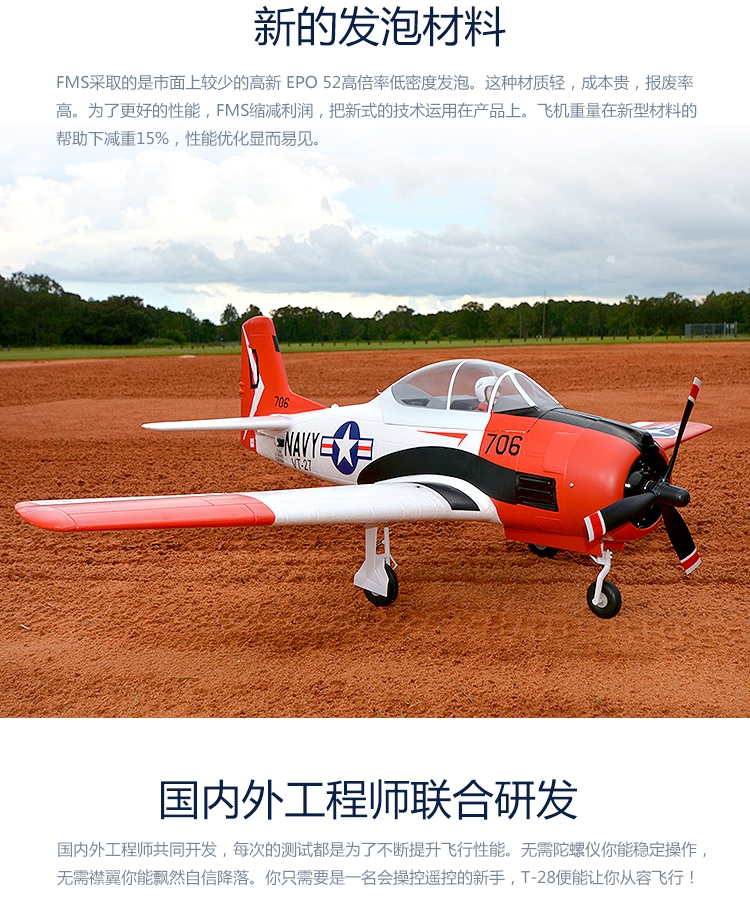 新的发泡材料
FMS采取的是市面上较少的高新 EPO 52高倍率低密度发泡。这种材质轻，成本贵，报废率
高。为了更好的性能，FMS缩减利润，把新式的技术运用在产品上。飞机重量在新型材料的
帮助下减重15%，性能优化显而易见。
D
706
706
NAVY
VT-27
国内外工程师联合研发
国内外工程师共同开发，每次的测试都是为了不断提升飞行性能。无需陀螺仪你能稳定操作，
无需襟翼你能飘然自信降落。你只需要是一名会操控遥控的新手，T-28便能让你从容飞行！